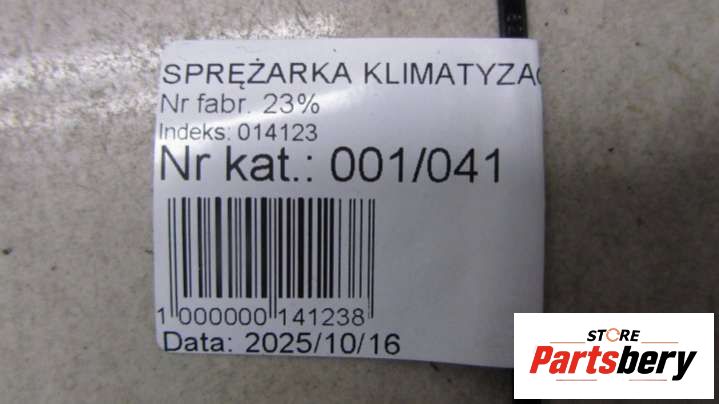 SPRĘŻARKA KLIMATYZAC
Nr fabr. 23%
Indeks: 014123
Nr kat.: 001/041
1 000000 141238
Data: 2025/10/16
STORE
Partsbery